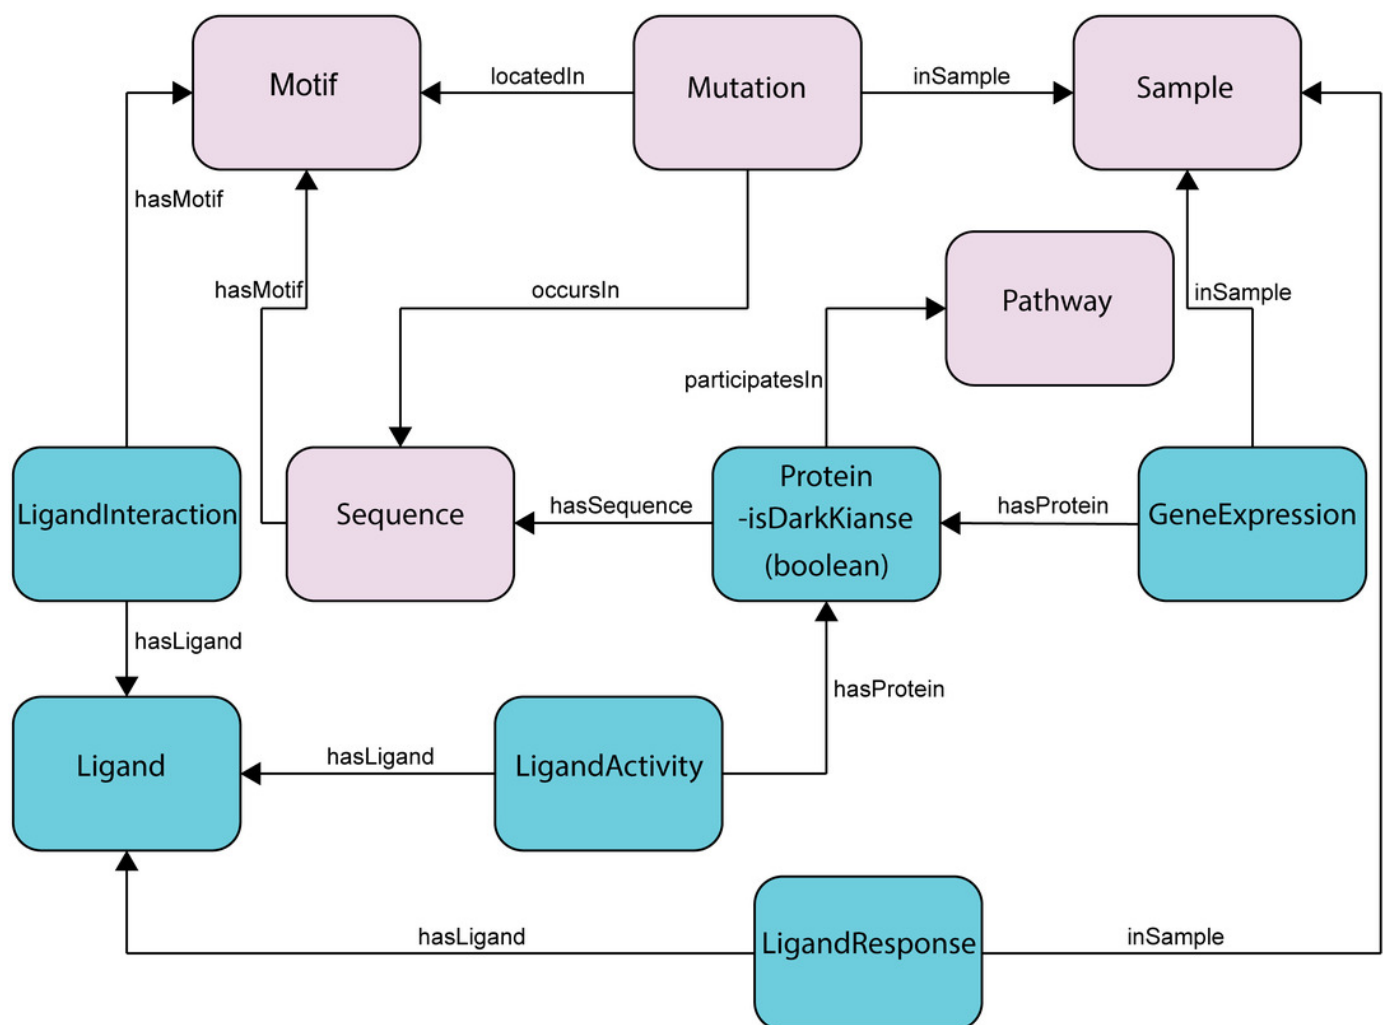 Motif
locatedIn
Mutation
inSample
Sample
hasMotif
hasMotif
occursIn
Pathway
inSample
participatesIn
LigandInteraction
Sequence
hasSequence
Protein
-isDarkKianse
(boolean)
hasProtein
GeneExpression
hasLigand
hasProtein
Ligand
hasLigand
LigandActivity
hasLigand
LigandResponse
inSample